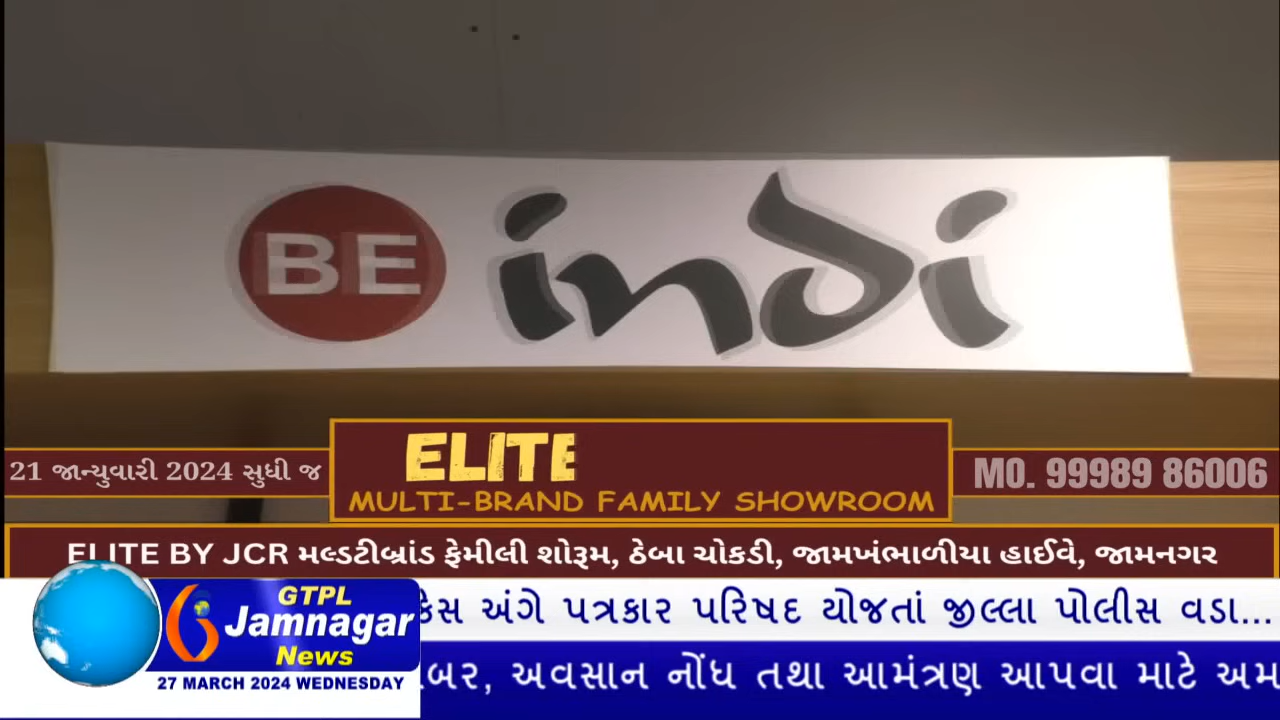 BE indi
ELITE
21 જાન્યુવારી 2024 સુધી જ
MULTI-BRAND FAMILY SHOWROOM
MO. 99989 86006
ELITE BY JCR મલ્ડટીબ્રાંડ ફેમીલી શોરૂમ, ઠેબા ચોકડી, જામખંભાળીયા હાઈવે, જામનગર
GTPL
Jamnagar
News
27 MARCH 2024 WEDNESDAY
કેસ અંગે પત્રકાર પરિષદ યોજતાં જીલ્લા પોલીસ વડા...
બર, અવસાન નોંધ તથા આમંત્રણ આપવા માટે અમ